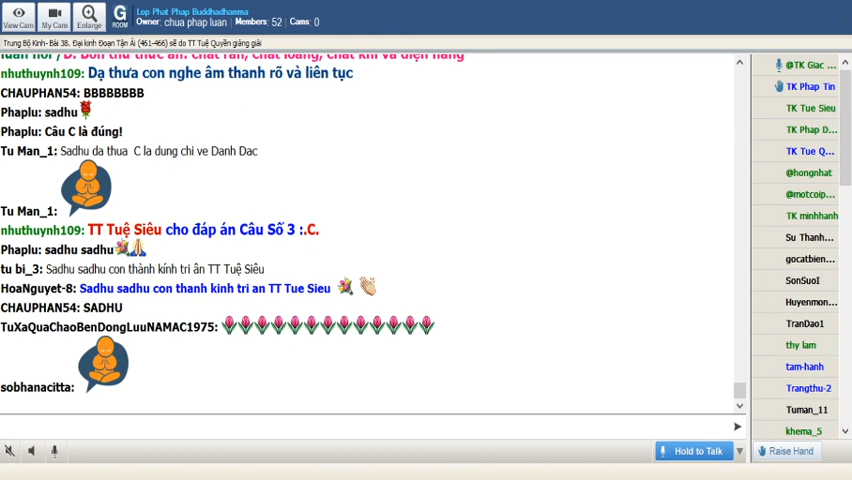 View Cam
My Cam
Enlarge
G
ROOM
Lop Phat Phap Buddhadhamma
Owner: chua phap luan / Members: 52 / Cams: 0
Trung Bộ Kinh- Bài 38. Đại kinh Đoạn Tận Ái (461-466) sẽ do TT Tuệ Quyền giảng giải
nhuthuynh109: Dạ thưa con nghe âm thanh rõ và liên tục
CHAUPHAN54: BBBBBBBB
Phaplu: sadhu
Phaplu: Câu C là đúng!
Tu Man_1: Sadhu da thua C la dung chi ve Danh Dac
Tu Man_1:
nhuthuynh109: TT Tuệ Siêu cho đáp án Câu Số 3 :.C.
Phaplu: sadhu sadhu
tu bi_3: Sadhu sadhu con thành kính tri ân TT Tuệ Siêu
HoaNguyet-8: Sadhu sadhu con thanh kinh tri an TT Tue Sieu
CHAUPHAN54: SADHU
TuXaQuaChaoBenDongLuuNAMAC1975:
sobhanacitta:
@TK Giac ...
TK Phap Tin
TK Tue Sieu
TK Phap D...
TK Tue Q...
@hongnhat
@motcoip...
TK minhhanh
Su Thanh...
gocatbien...
SonSuoI
Huyenmon...
TranDao1
thy lam
tam-hanh
Trangthu-2
Tuman_11
khema_5
Hold to Talk
Raise Hand